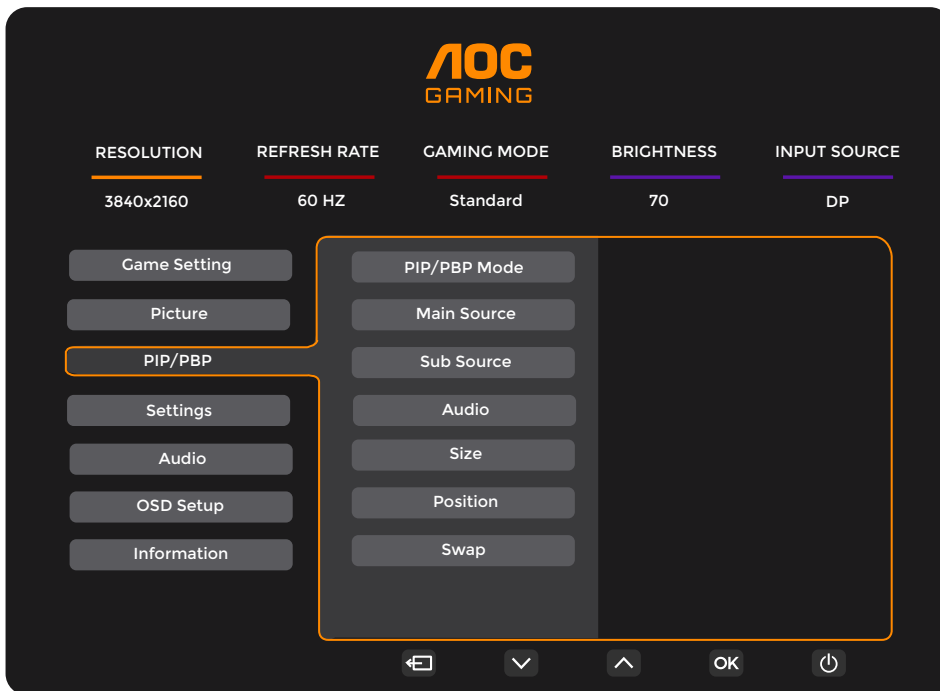 AOC
GAMING
RESOLUTION REFRESH RATE GAMING MODE BRIGHTNESS INPUT SOURCE
3840x2160 60 HZ Standard 70 DP
Game Setting PIP/PBP Mode
Picture Main Source
PIP/PBP Sub Source
Settings Audio
Audio Size
OSD Setup Position
Information Swap
OK